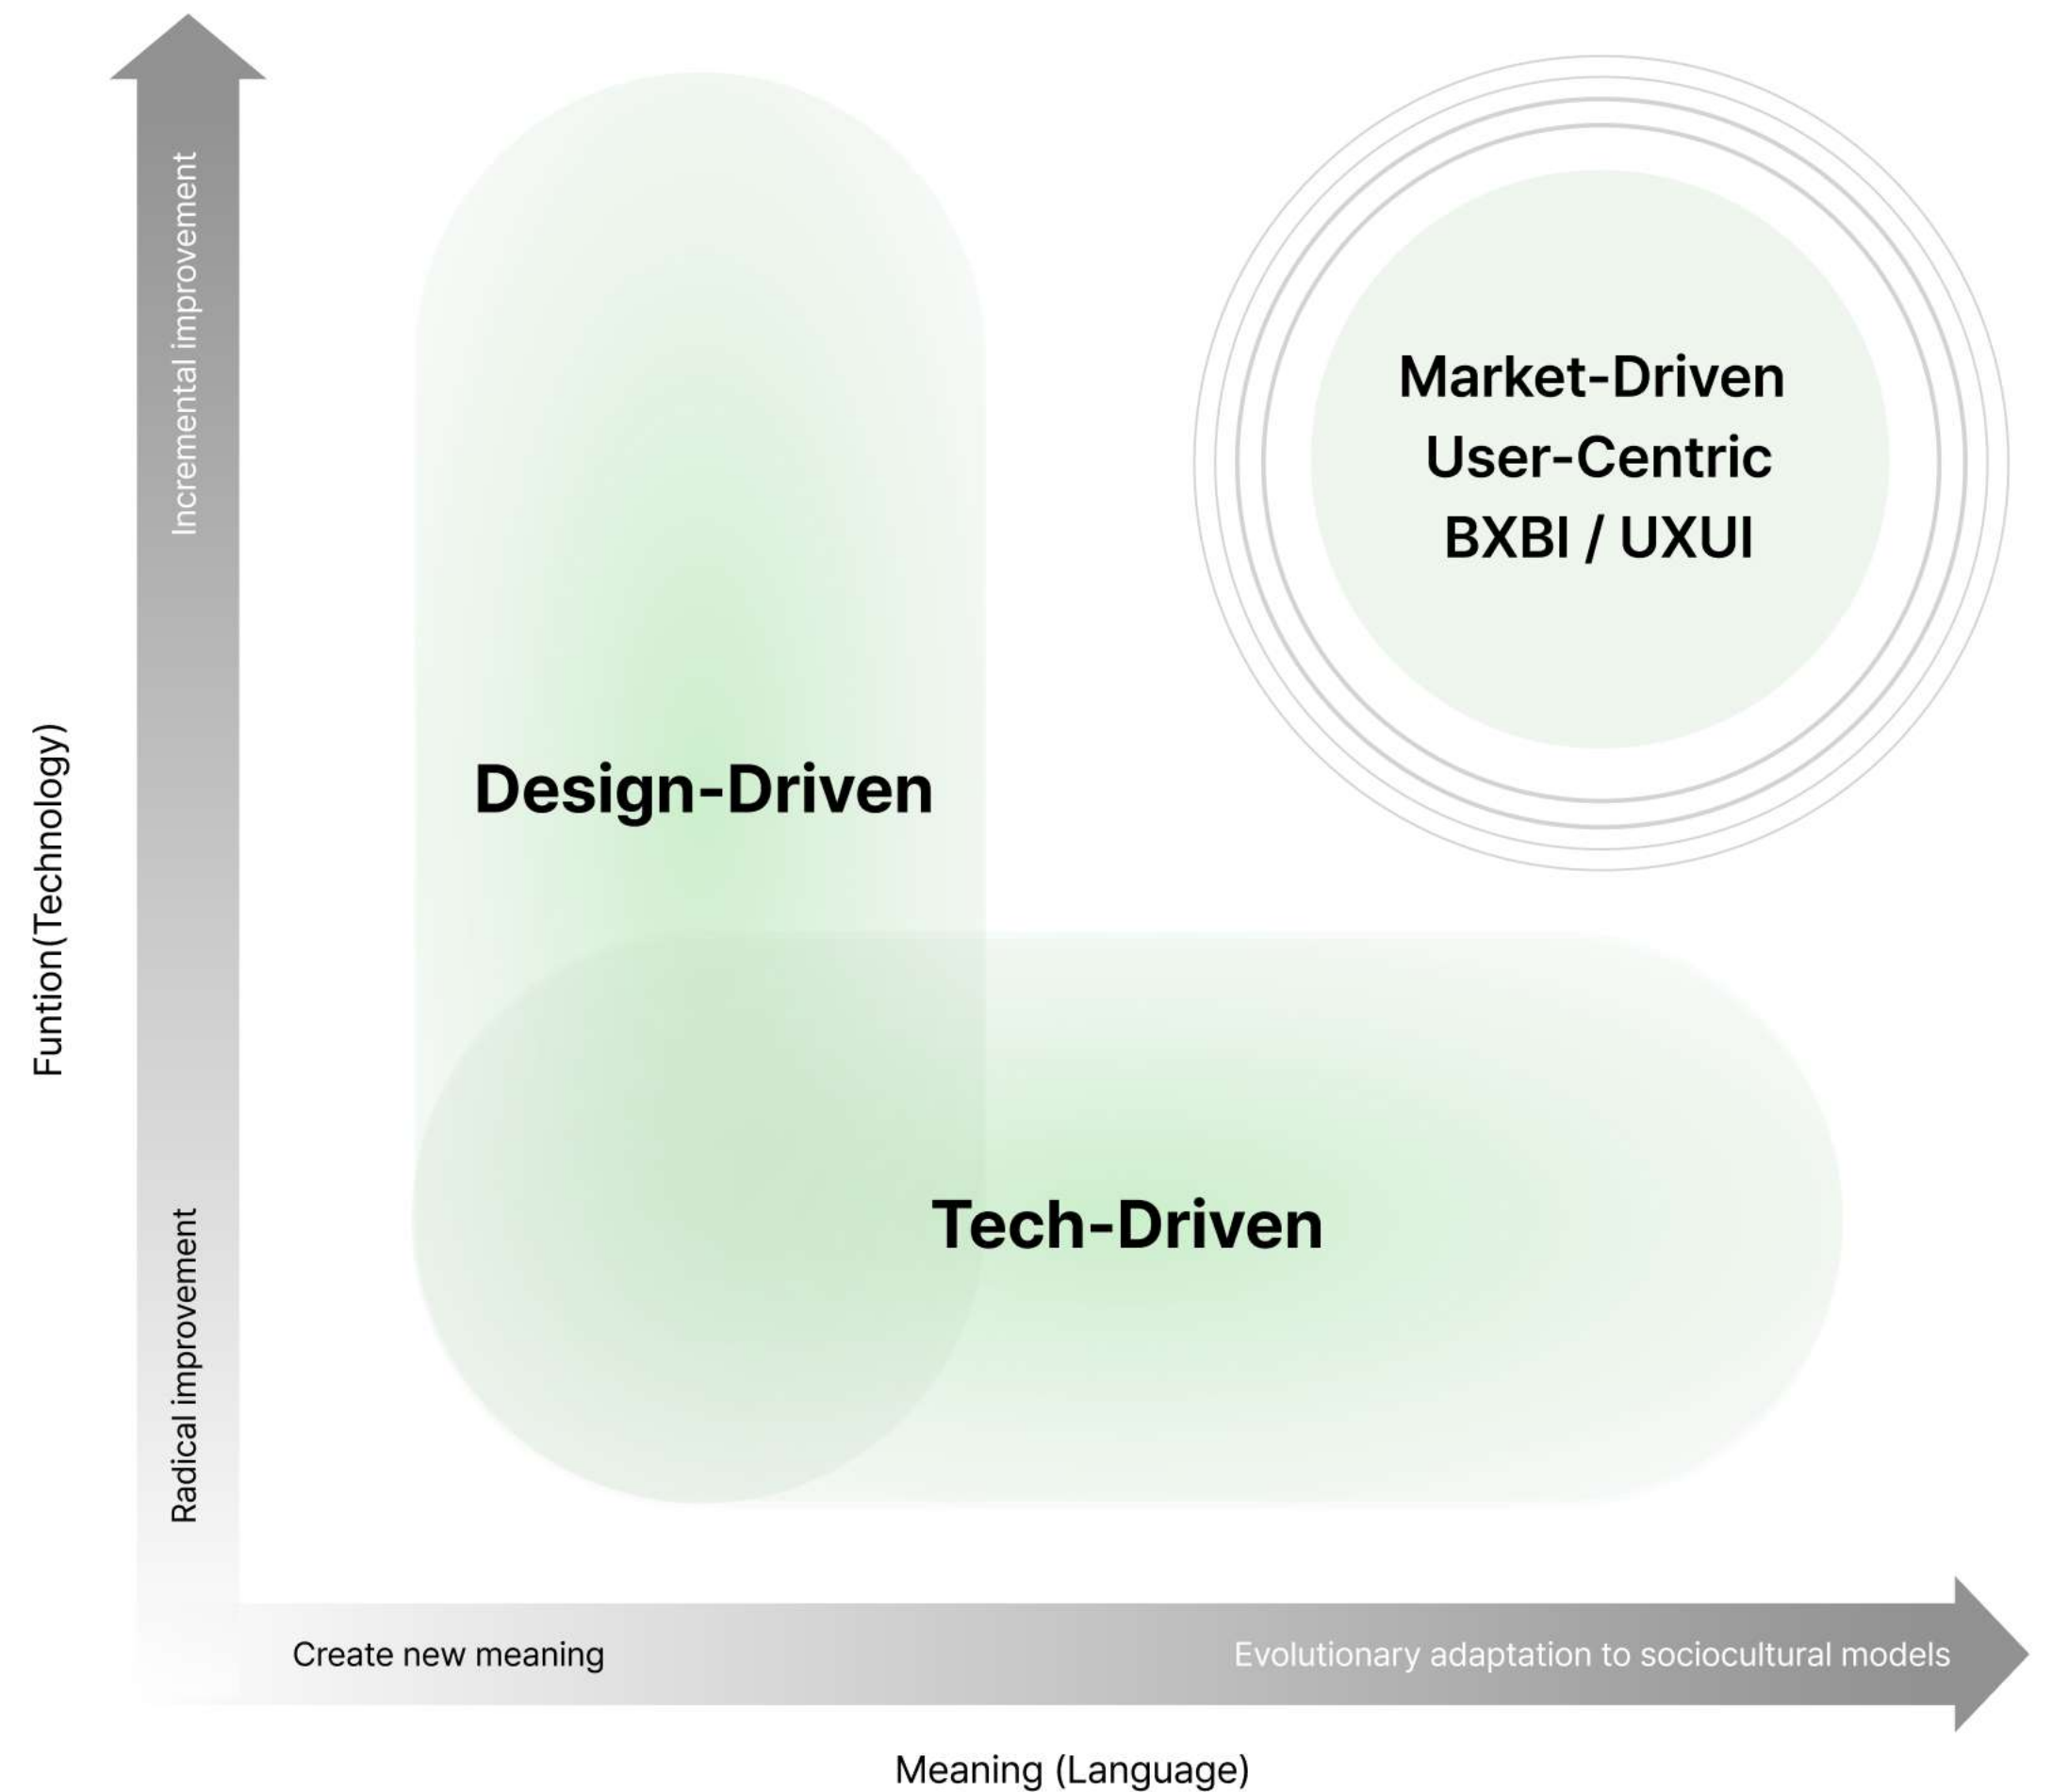 Incremental improvement
Market-Driven
User-Centric
BXBI / UXUI
Funtion(Technology)
Design-Driven
Tech-Driven
Radical improvement
Create new meaning
Evolutionary adaptation to sociocultural models
Meaning (Language)